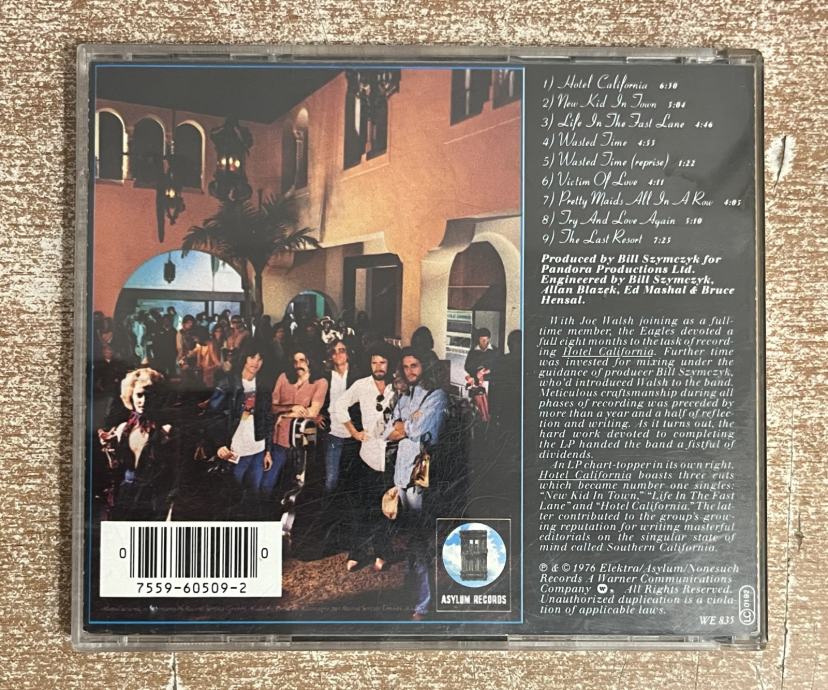 1) Hotel California 6:30
2) New Kid In Town 5:04
3) Life In The Fast Lane 4:46
4) Wasted Time 4:55
5) Wasted Time (reprise) 1:22
6) Victim Of Love 4:11
7) Pretty Maids All In A Row 4:05
8) Try And Love Again 5:10
9) The Last Resort 7:25
Produced by Bill Szymczyk for
Pandora Productions Ltd.
Engineered by Bill Szymczyk,
Allan Blazek, Ed Mashal & Bruce
Hensal.
With Joe Walsh joining as a full-
time member, the Eagles devoted a
full eight months to the task of record-
ing Hotel California. Further time
was invested for mixing under the
guidance of producer Bill Szymczyk,
who'd introduced Walsh to the band.
Meticulous craftsmanship during all
phases of recording was preceded by
more than a year and a half of reflec-
tion and writing. As it turns out, the
hard work devoted to completing
the LP handed the band a fistful of
dividends.
An LP chart-topper in its own right,
Hotel California boasts three cuts
which became number one singles:
"New Kid In Town," "Life In The Fast
Lane" and "Hotel California." The lat-
ter contributed to the group's grow-
ing reputation for writing masterful
editorials on the singular state of
mind called Southern California.
℗ & © 1976 Elektra/Asylum/Nonesuch
Records A Warner Communications
Company ®. All Rights Reserved.
Unauthorized duplication is a viola-
tion of applicable laws.
WE 835
LC 0192
0 0
7559-60509-2
ASYLUM RECORDS